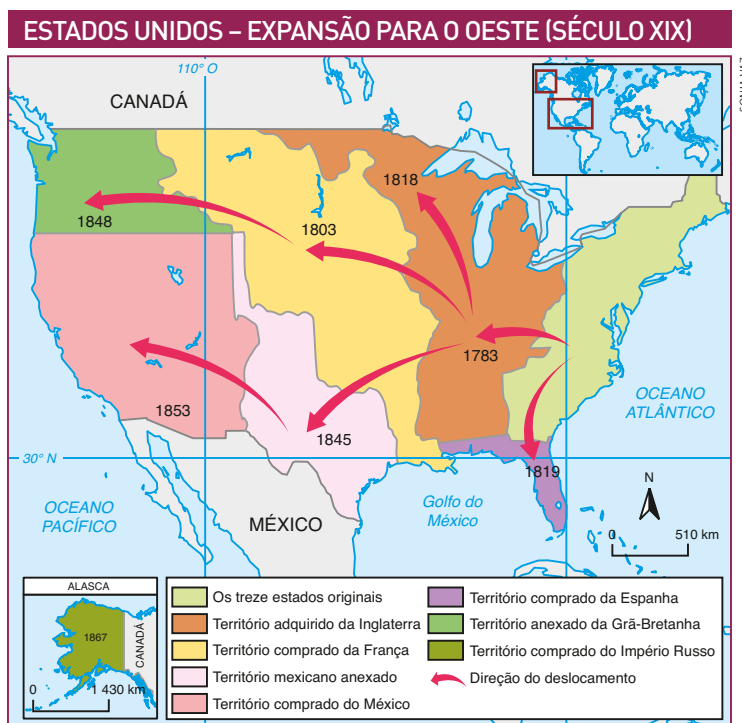 ESTADOS UNIDOS – EXPANSÃO PARA O OESTE (SÉCULO XIX)
110° O
CANADÁ
1818
1848
1803
1783
1853
1845
OCEANO
ATLÂNTICO
30° N
1819
OCEANO
PACÍFICO
MÉXICO
Golfo do
México
N
0 510 km
ALASCA
1867
CANADÁ
0 1 430 km
Os treze estados originais
Território adquirido da Inglaterra
Território comprado da França
Território mexicano anexado
Território comprado do México
Território comprado da Espanha
Território anexado da Grã-Bretanha
Território comprado do Império Russo
Direção do deslocamento